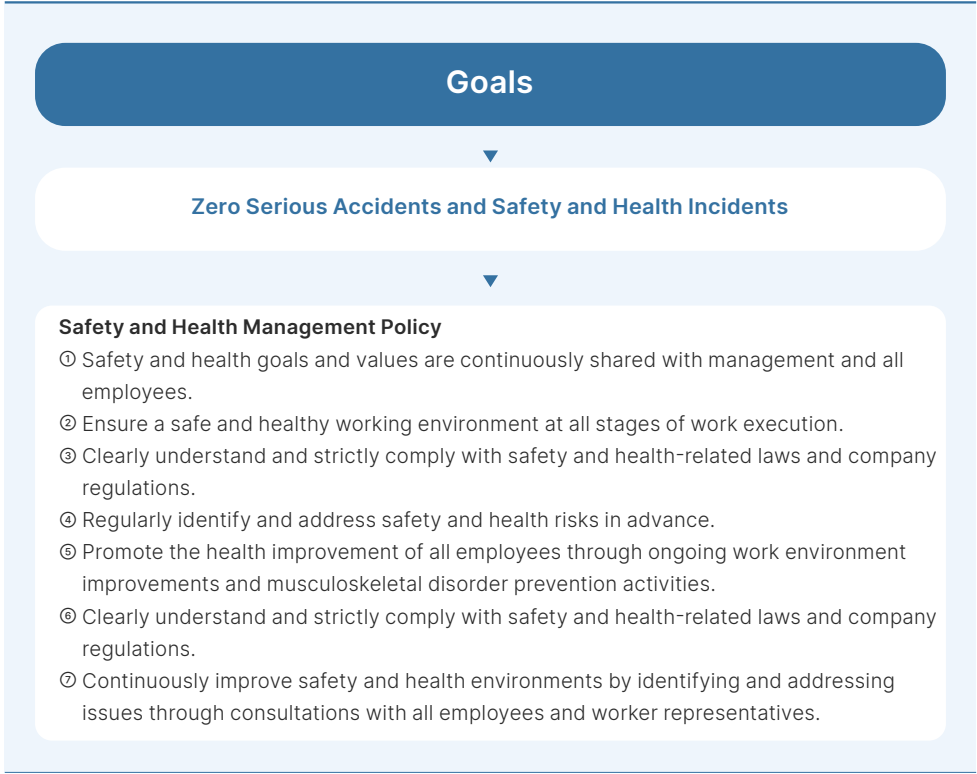 Goals
Zero Serious Accidents and Safety and Health Incidents
Safety and Health Management Policy
① Safety and health goals and values are continuously shared with management and all
employees.
② Ensure a safe and healthy working environment at all stages of work execution.
③ Clearly understand and strictly comply with safety and health-related laws and company
regulations.
④ Regularly identify and address safety and health risks in advance.
⑤ Promote the health improvement of all employees through ongoing work environment
improvements and musculoskeletal disorder prevention activities.
⑥ Clearly understand and strictly comply with safety and health-related laws and company
regulations.
⑦ Continuously improve safety and health environments by identifying and addressing
issues through consultations with all employees and worker representatives.